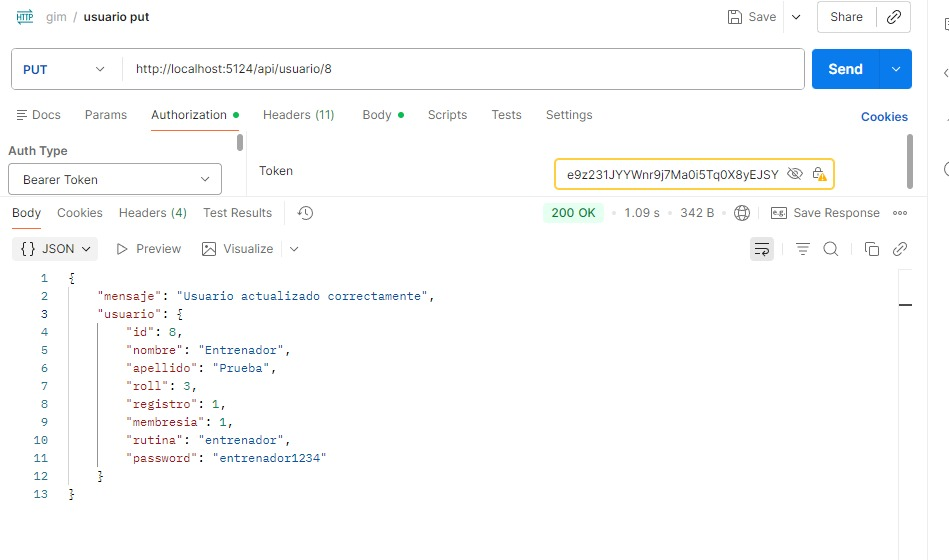 HTTP gim / usuario put Save Share
PUT http://localhost:5124/api/usuario/8 Send
Docs Params Authorization Headers (11) Body Scripts Tests Settings Cookies
Auth Type
Bearer Token
Token e9z231JYYWnr9j7Ma0i5Tq0X8yEJSY
Body Cookies Headers (4) Test Results 200 OK • 1.09 s • 342 B • e.g. Save Response
{} JSON Preview Visualize
1 {
2 "mensaje": "Usuario actualizado correctamente",
3 "usuario": {
4 "id": 8,
5 "nombre": "Entrenador",
6 "apellido": "Prueba",
7 "roll": 3,
8 "registro": 1,
9 "membresia": 1,
10 "rutina": "entrenador",
11 "password": "entrenador1234"
12 }
13 }